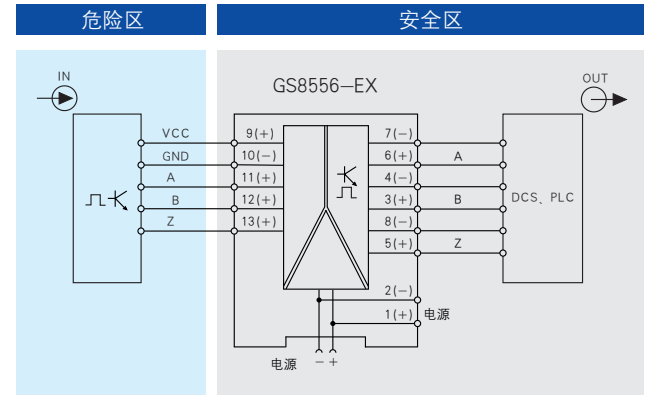 危险区
安全区
IN
OUT
GS8556—EX
VCC
GND
A
B
Z
9(+)
10(—)
11(+)
12(+)
13(+)
7(—)
6(+)
4(—)
3(+)
8(—)
5(+)
A
B
Z
DCS、PLC
2(—)
1(+)
电源
电源
— +